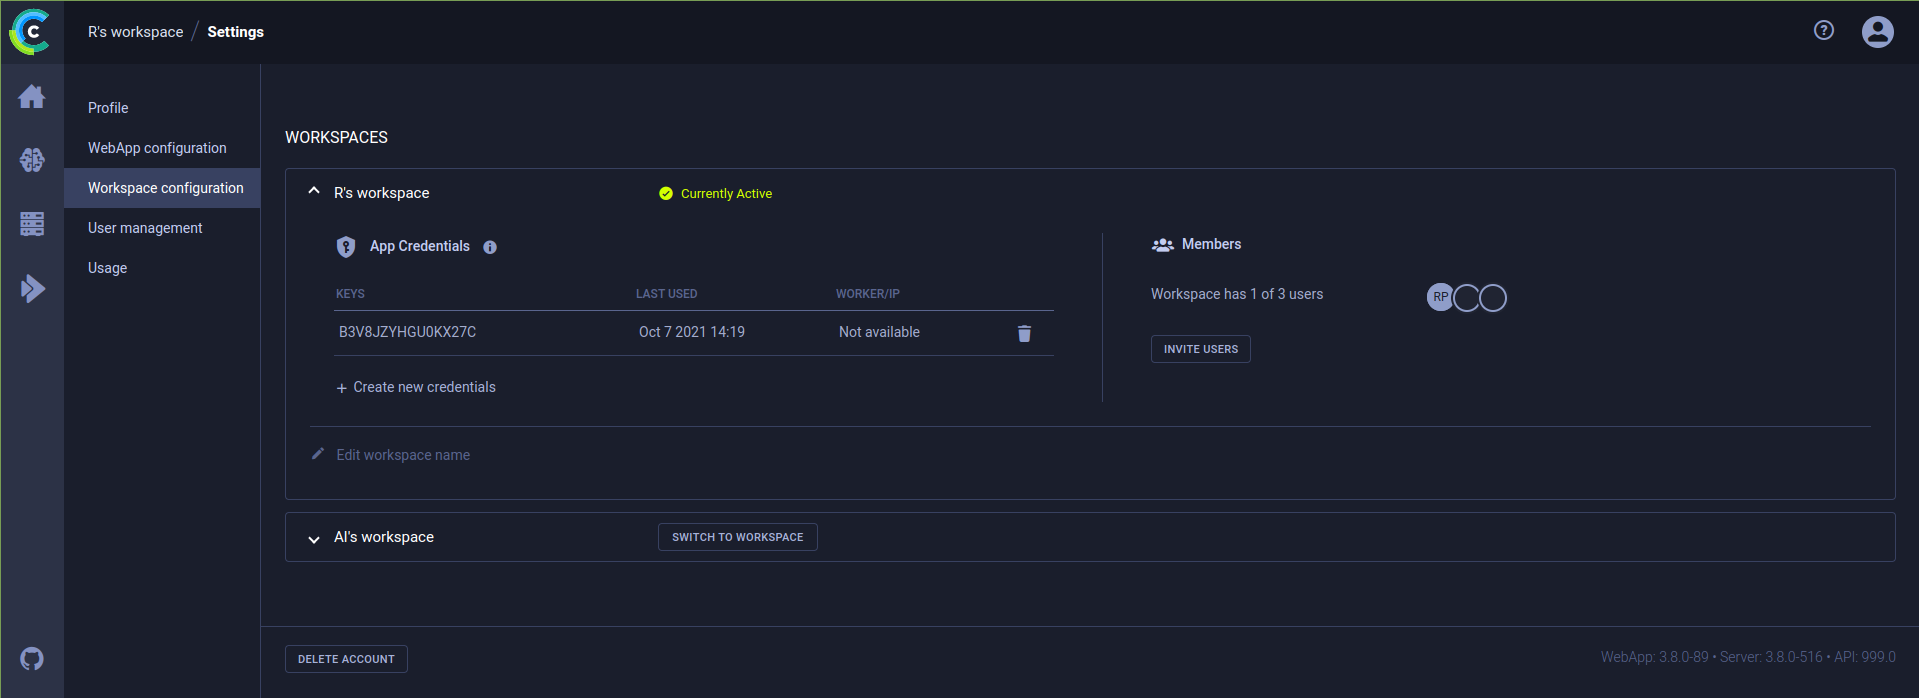 R's workspace / Settings
Profile
WebApp configuration
Workspace configuration
User management
Usage
WORKSPACES
R's workspace Currently Active
App Credentials
KEYS LAST USED WORKER/IP
B3V8JZYHGU0KX27C Oct 7 2021 14:19 Not available
+ Create new credentials
Members
Workspace has 1 of 3 users RP
INVITE USERS
Edit workspace name
AI's workspace SWITCH TO WORKSPACE
DELETE ACCOUNT
WebApp: 3.8.0-89 • Server: 3.8.0-516 • API: 999.0